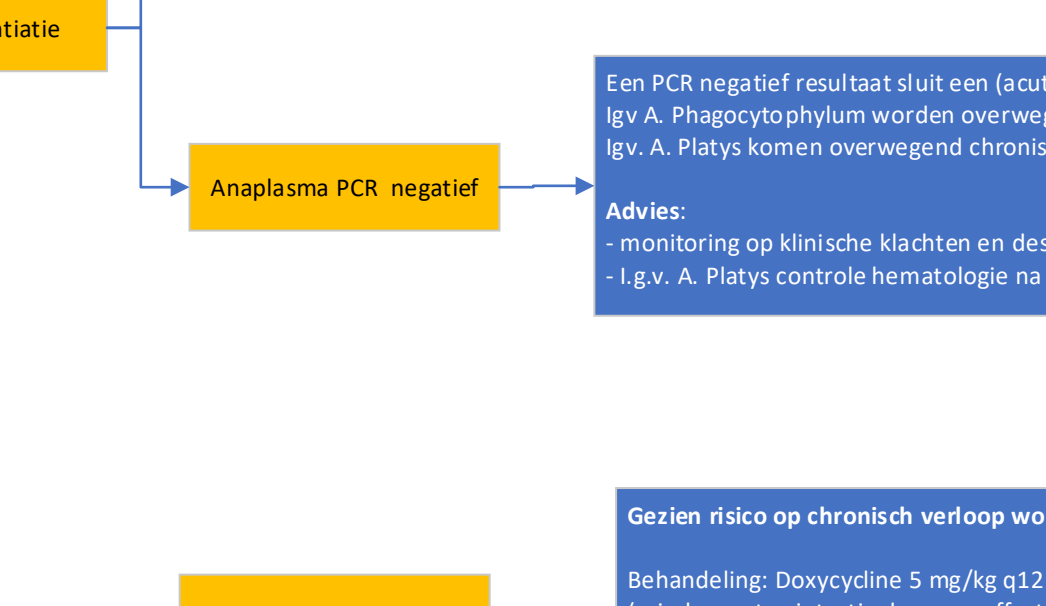 ntiatie
Een PCR negatief resultaat sluit een (acut
Igv A. Phagocytophylum worden overweg
Igv. A. Platys komen overwegend chronis
Anaplasma PCR negatief
Advies:
- monitoring op klinische klachten en des
- I.g.v. A. Platys controle hematologie na
Gezien risico op chronisch verloop wo
Behandeling: Doxycycline 5 mg/kg q12